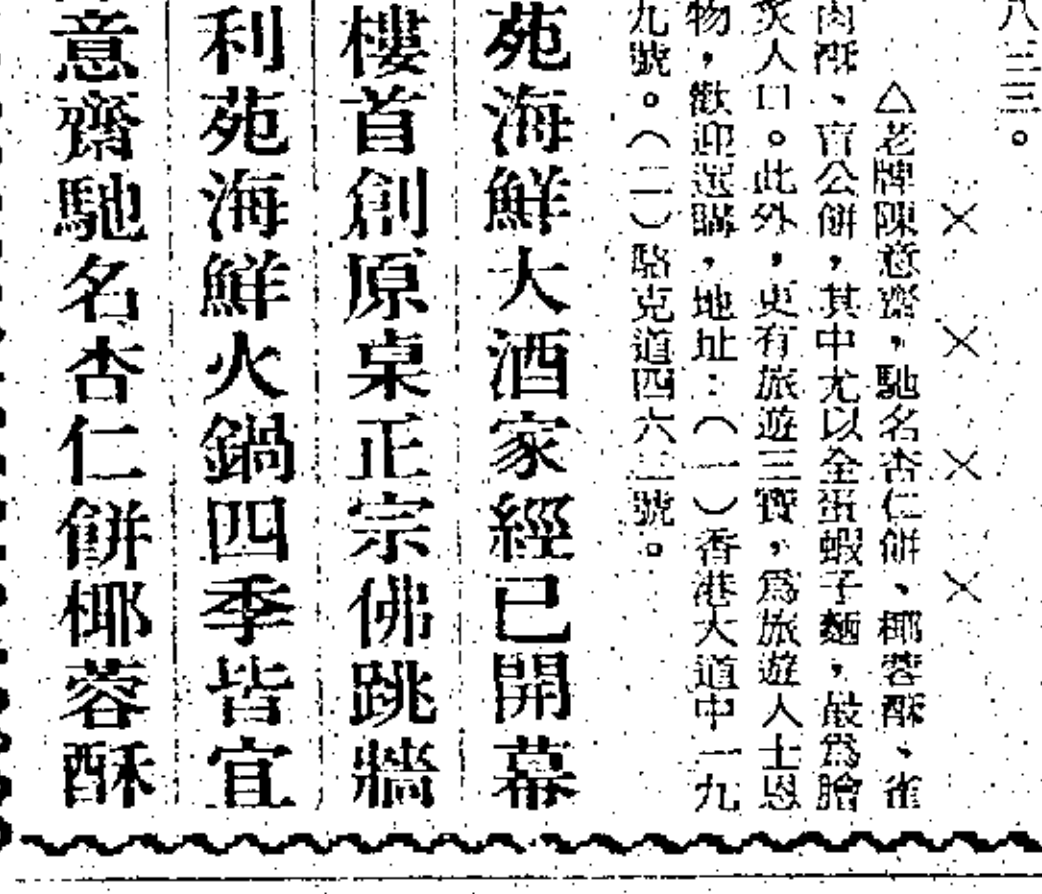 八三三。
× × × ×
△老牌陳意齋，馳名杏仁餅、椰蓉酥、雀
肉酥、盲公餅，其中尤以全蛋蝦子麵，最為膾
炙人口。此外，更有旅遊三寶，為旅遊人士恩
物，歡迎選購，地址：（一）香港大道中一九
九號。（二）駱克道四六二號。
苑海鮮大酒家經已開幕
樓首創原桌正宗佛跳牆
利苑海鮮火鍋四季皆宜
意齋馳名杏仁餅椰蓉酥